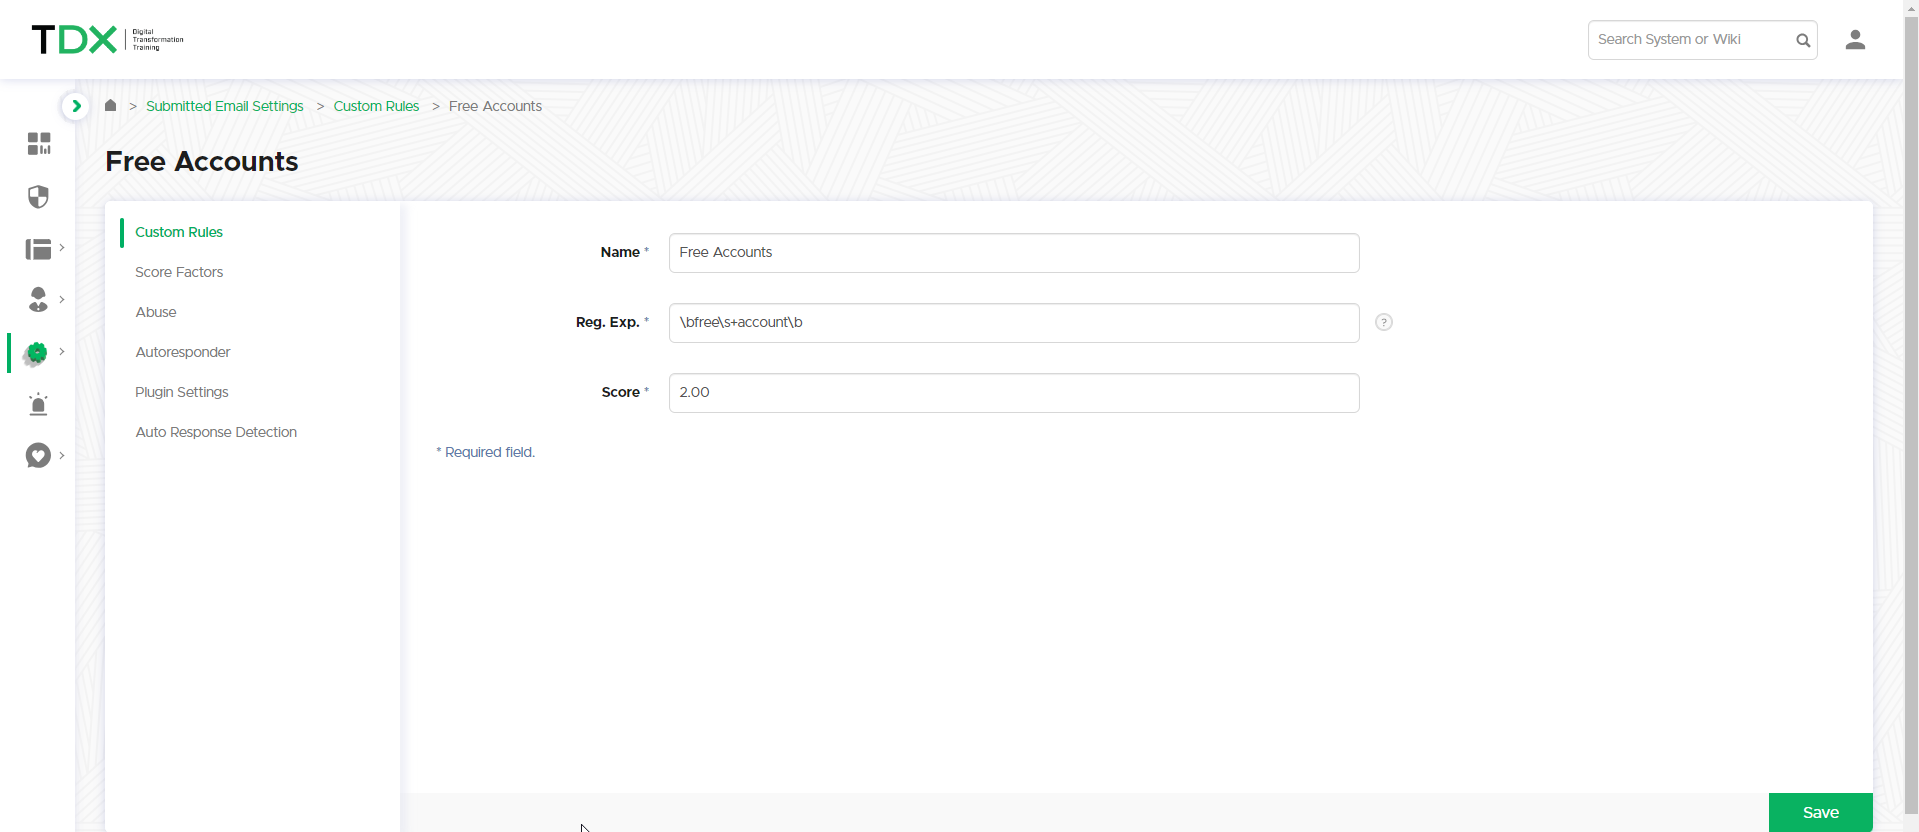 TDX
Digital
Transformation
Training
Search System or Wiki
> Submitted Email Settings > Custom Rules > Free Accounts
Free Accounts
Custom Rules
Score Factors
Abuse
Autoresponder
Plugin Settings
Auto Response Detection
Name * Free Accounts
Reg. Exp. * \bfree\s+account\b ?
Score * 2.00
* Required field.
Save